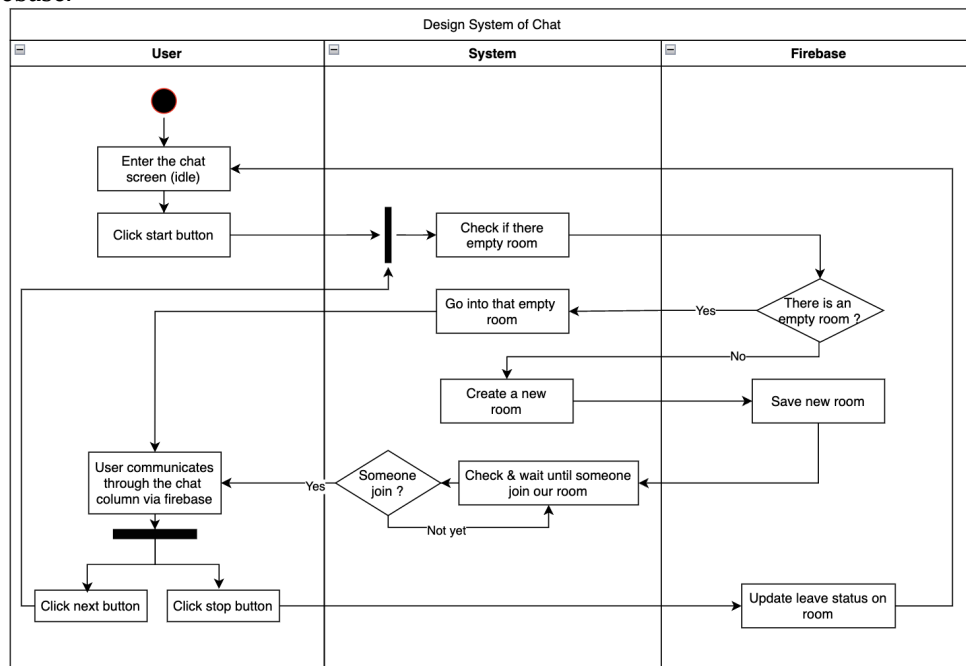 ebase.
Design System of Chat
User
System
Firebase
Enter the chat
screen (idle)
Click start button
Check if there
empty room
There is an
empty room ?
Yes
Go into that empty
room
No
Create a new
room
Save new room
User communicates
through the chat
column via firebase
Yes
Someone
join ?
Check & wait until someone
join our room
Not yet
Click next button
Click stop button
Update leave status on
room